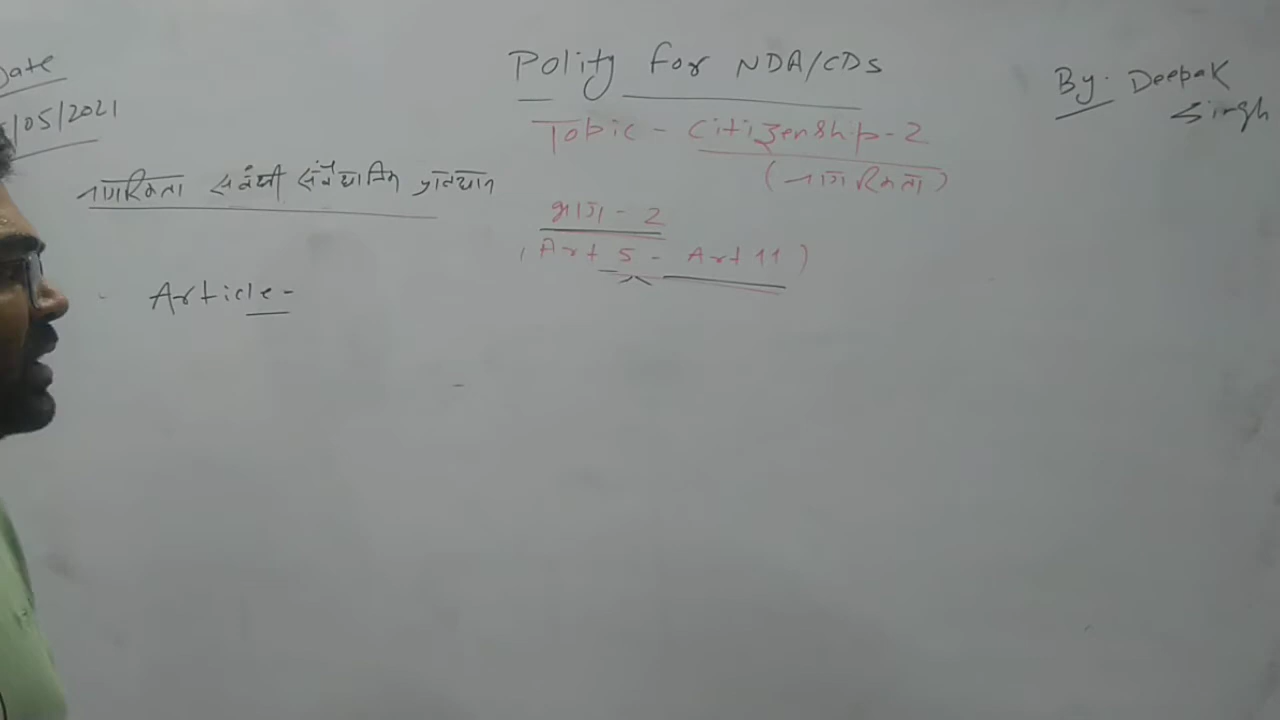 Date
/05/2021
Polity for NDA/CDs
By: Deepak
Singh
Topic - Citizenship-2
(नागरिकता)
नागरिकता संबंधी संवैधानिक प्रावधान
भाग - 2
(Art 5 - Art 11)
Article-